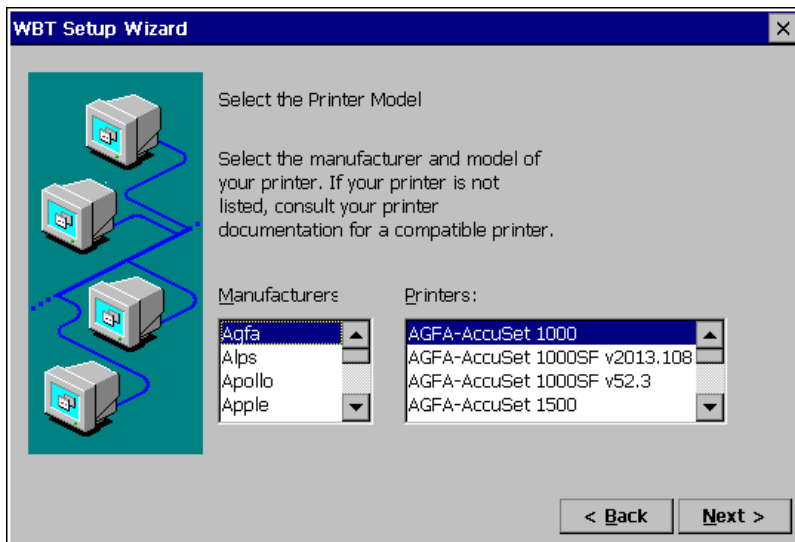 WBT Setup Wizard
Select the Printer Model
Select the manufacturer and model of
your printer. If your printer is not
listed, consult your printer
documentation for a compatible printer.
Manufacturers
Printers:
Agfa
Alps
Apollo
Apple
AGFA-AccuSet 1000
AGFA-AccuSet 1000SF v2013.108
AGFA-AccuSet 1000SF v52.3
AGFA-AccuSet 1500
< Back
Next >